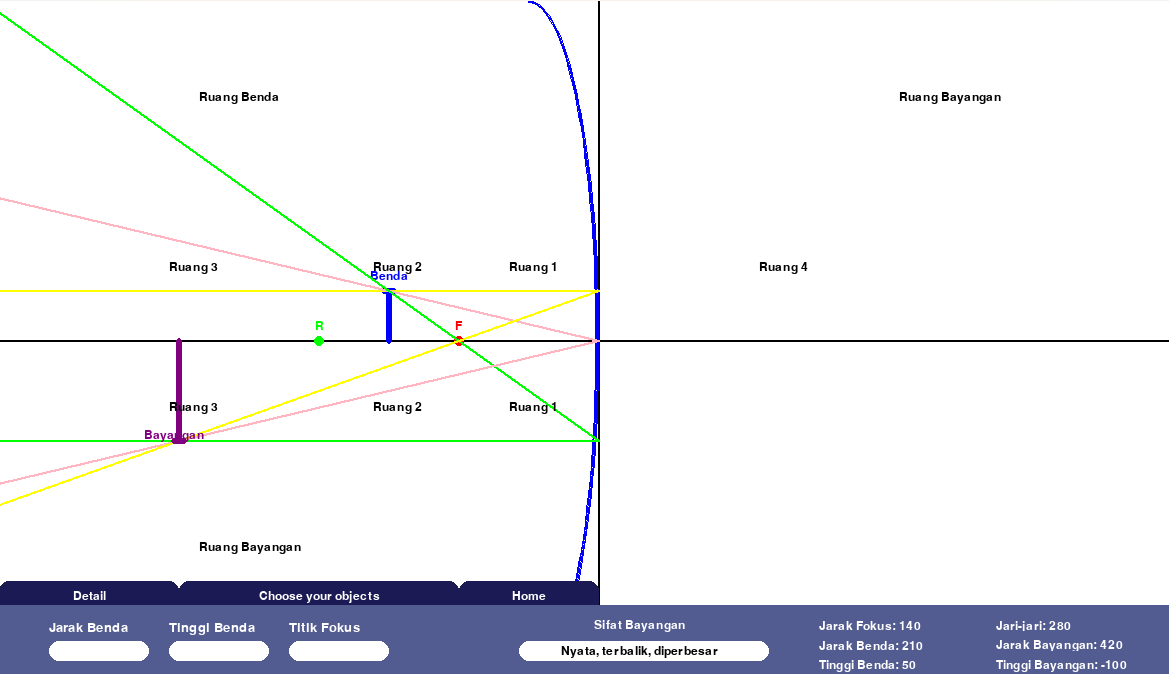 Ruang Benda
Ruang Bayangan
Ruang 3
Ruang 2
Ruang 1
Ruang 4
Benda
R
F
Ruang 3
Ruang 2
Ruang 1
Bayangan
Ruang Bayangan
Detail
Choose your objects
Home
Jarak Benda
Tinggi Benda
Titik Fokus
Sifat Bayangan
Nyata, terbalik, diperbesar
Jarak Fokus: 140
Jarak Benda: 210
Tinggi Benda: 50
Jari-jari: 280
Jarak Bayangan: 420
Tinggi Bayangan: -100